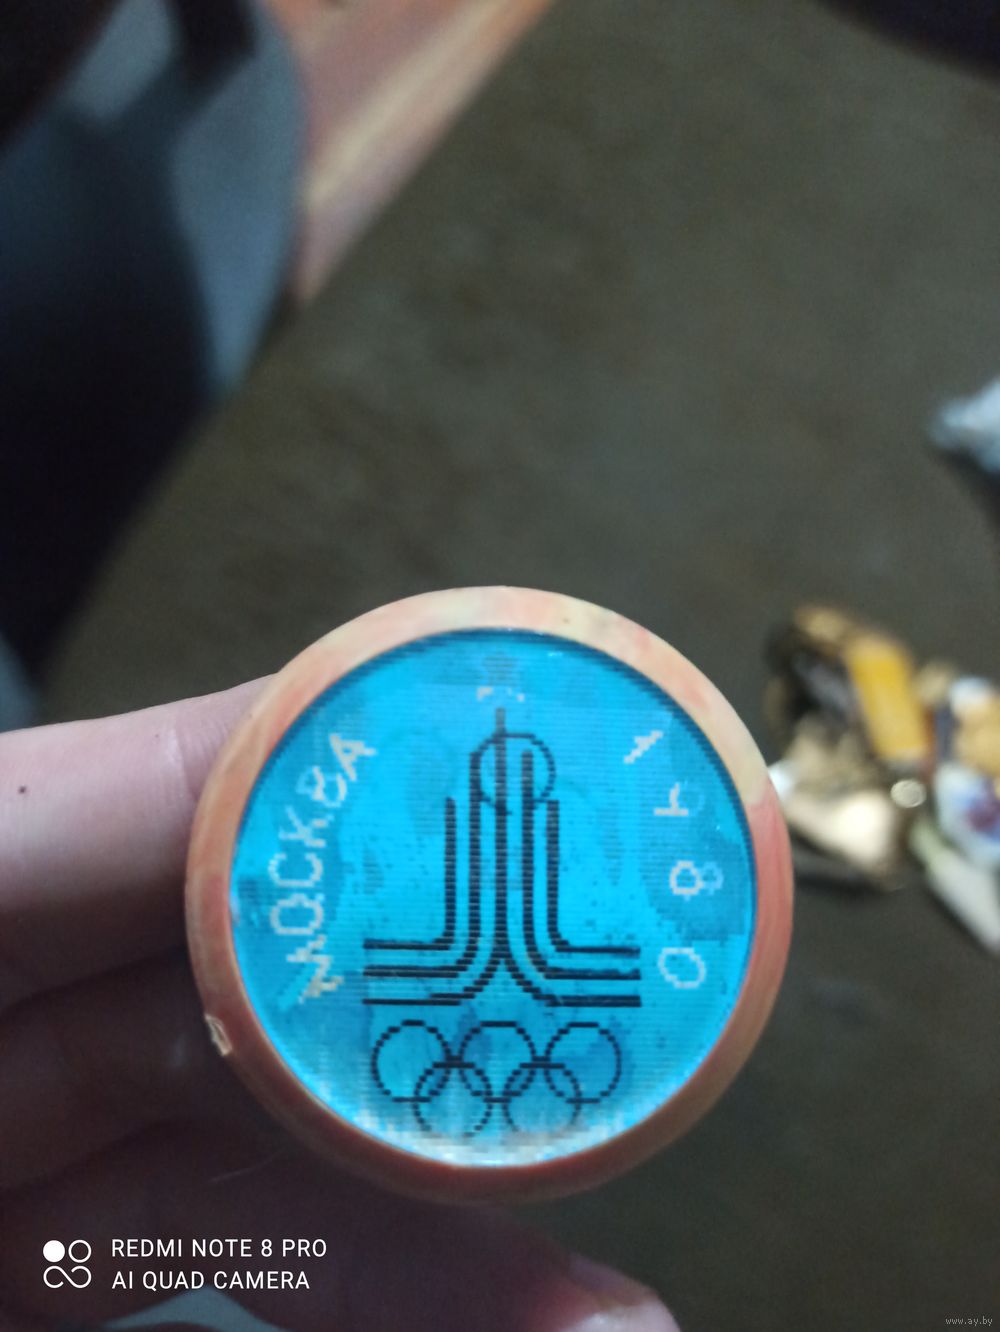 МОСКВА
1980
REDMI NOTE 8 PRO
AI QUAD CAMERA
www.ay.by